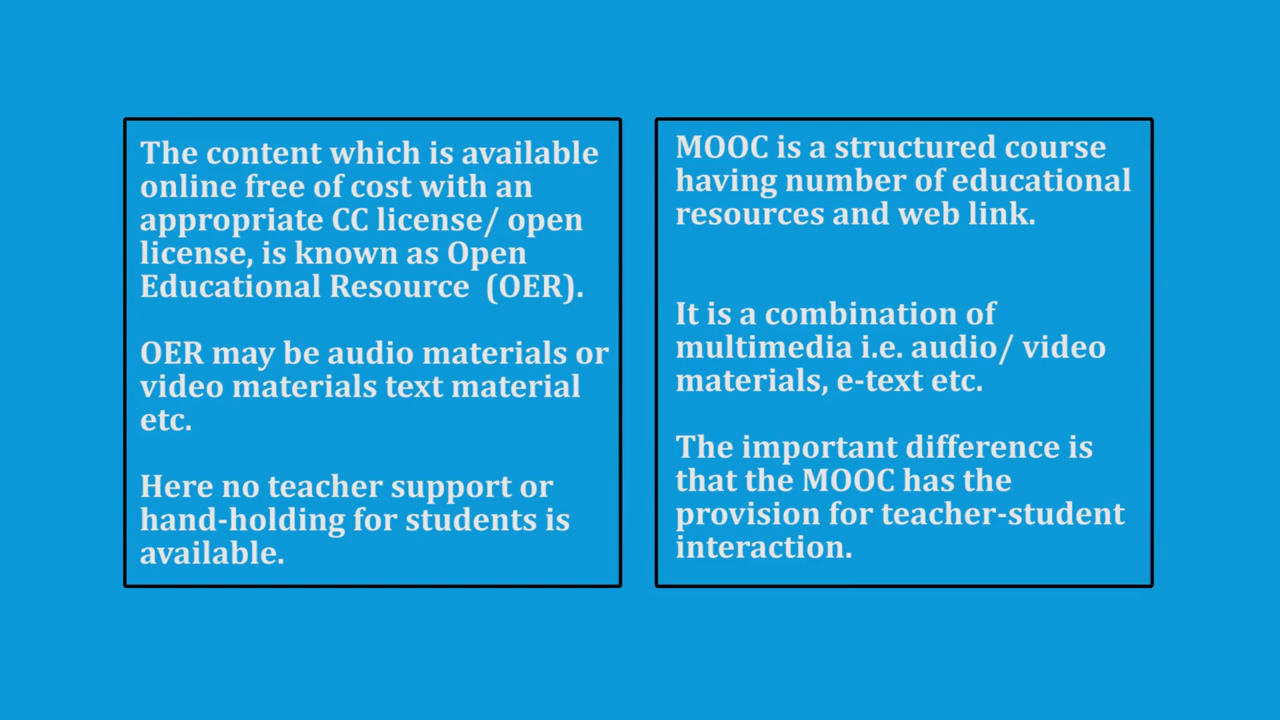 The content which is available
online free of cost with an
appropriate CC license/ open
license, is known as Open
Educational Resource  (OER).
OER may be audio materials or
video materials text material
etc.
Here no teacher support or
hand-holding for students is
available.
MOOC is a structured course
having number of educational
resources and web link.
It is a combination of
multimedia i.e. audio/ video
materials, e-text etc.
The important difference is
that the MOOC has the
provision for teacher-student
interaction.